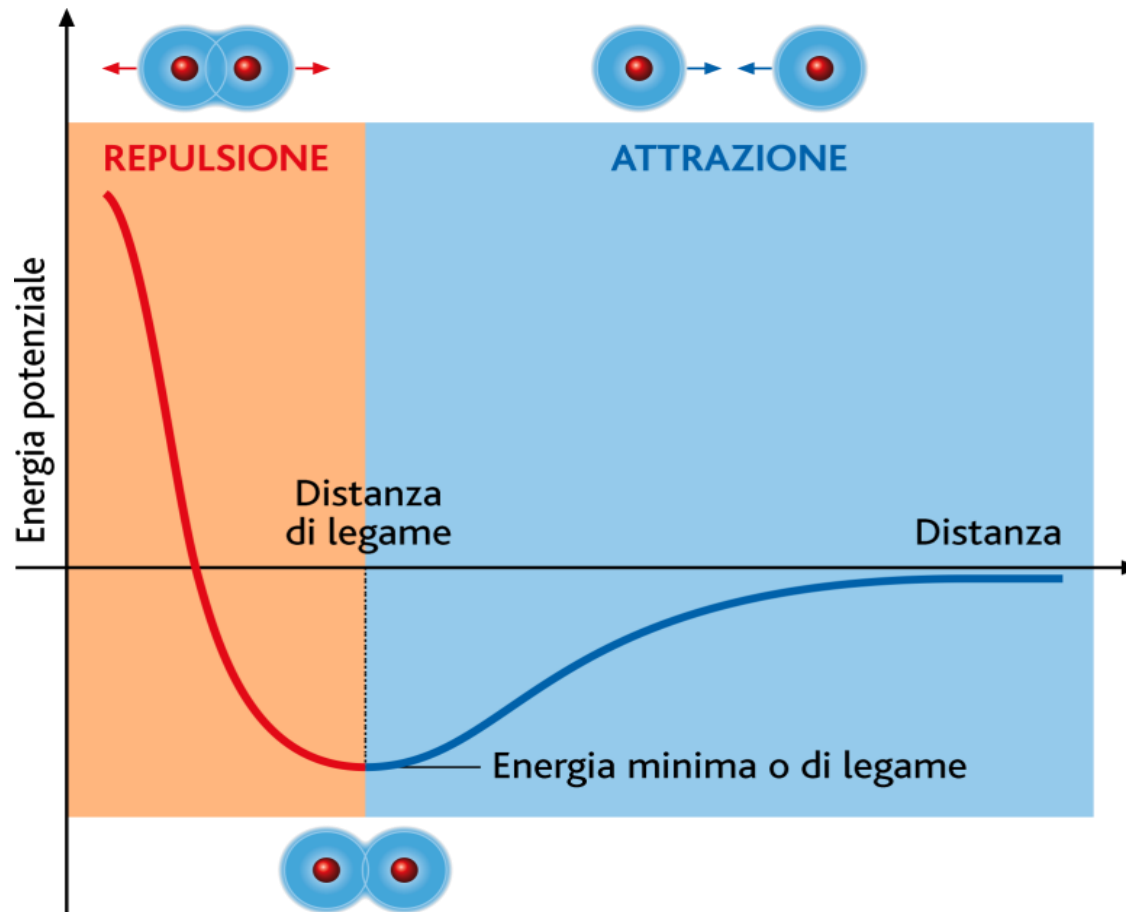 REPULSIONE
ATTRAZIONE
Energia potenziale
Distanza
di legame
Distanza
Energia minima o di legame